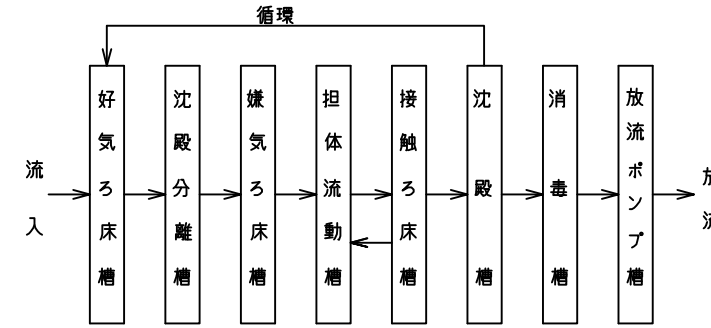 循環
流入
好気ろ床槽
沈殿分離槽
嫌気ろ床槽
担体流動槽
接触ろ床槽
沈殿槽
消毒槽
放流ポンプ槽
放流